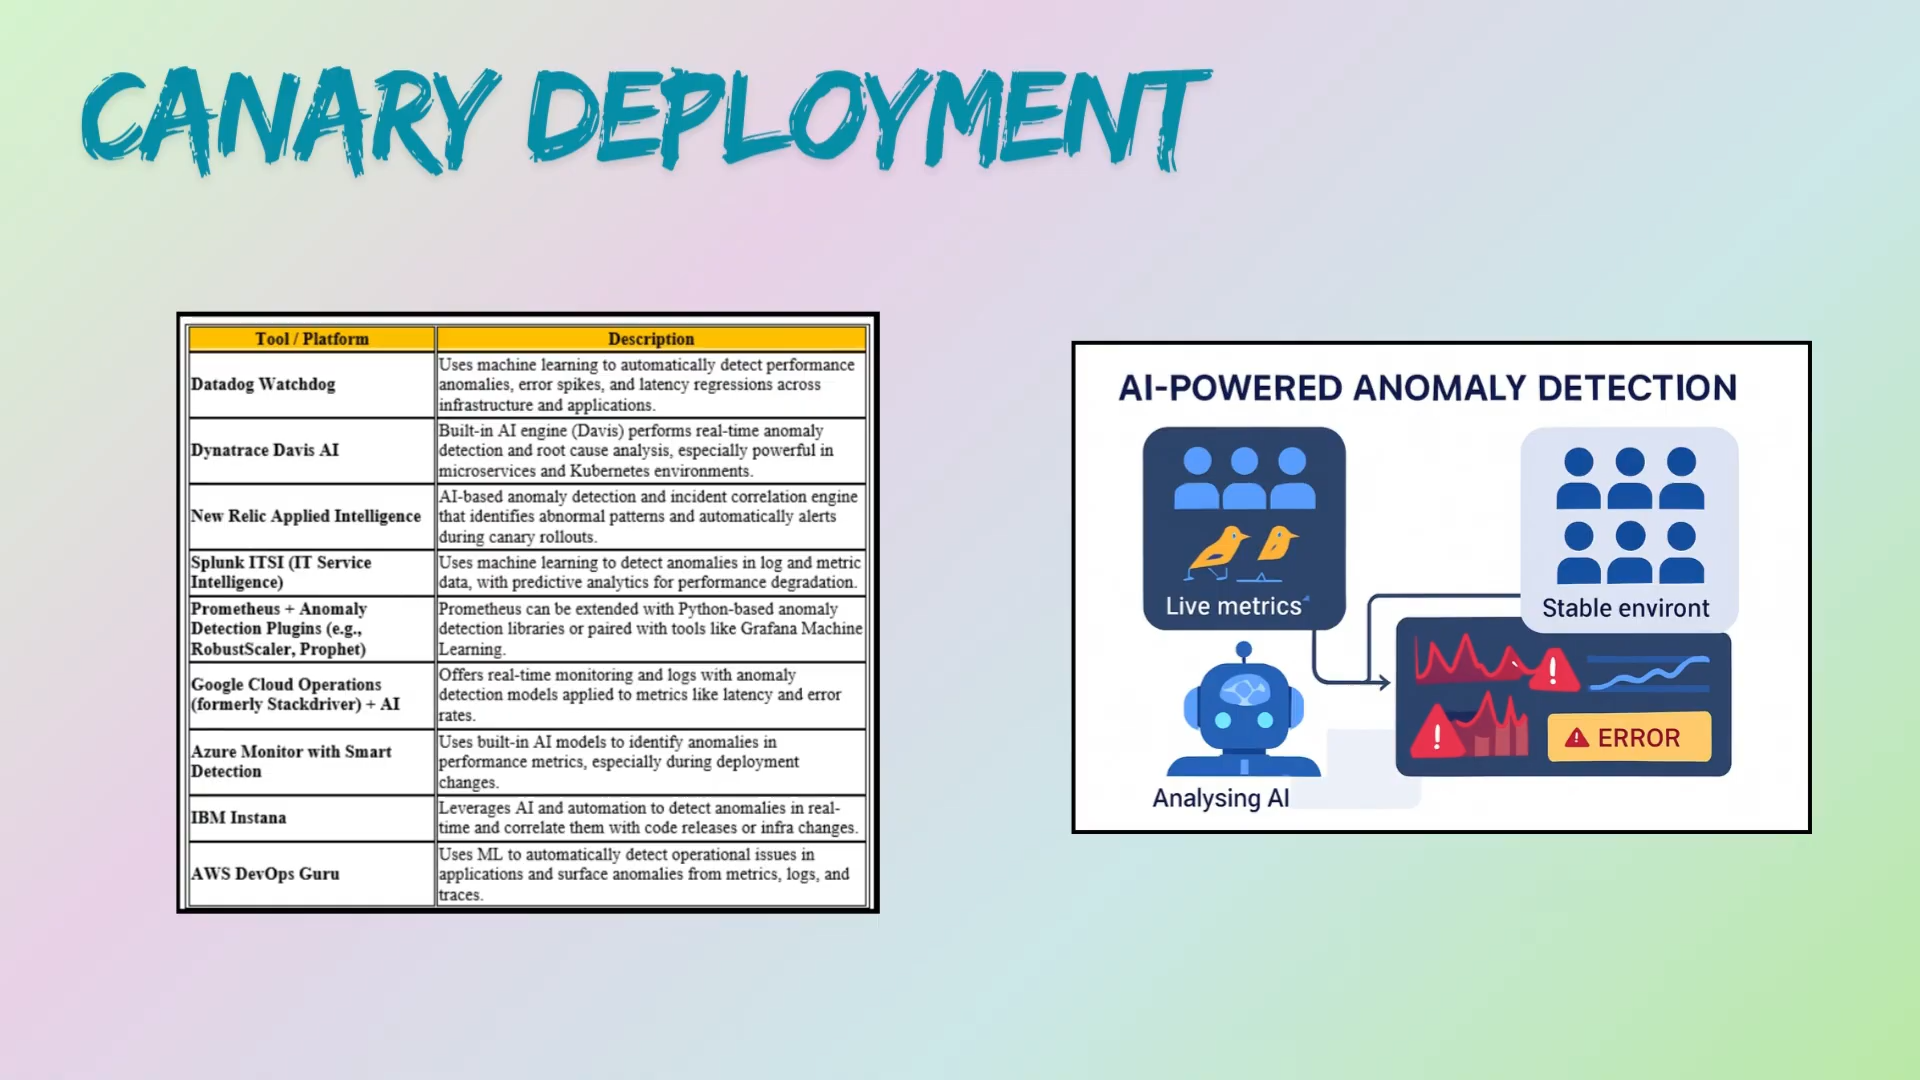 CANARY DEPLOYMENT
Tool / Platform
Description
Datadog Watchdog
Uses machine learning to automatically detect performance
anomalies, error spikes, and latency regressions across
infrastructure and applications.
Dynatrace Davis AI
Built-in AI engine (Davis) performs real-time anomaly
detection and root cause analysis, especially powerful in
microservices and Kubernetes environments.
New Relic Applied Intelligence
AI-based anomaly detection and incident correlation engine
that identifies abnormal patterns and automatically alerts
during canary rollouts.
Splunk ITSI (IT Service
Intelligence)
Uses machine learning to detect anomalies in log and metric
data, with predictive analytics for performance degradation.
Prometheus + Anomaly
Detection Plugins (e.g.,
RobustScaler, Prophet)
Prometheus can be extended with Python-based anomaly
detection libraries or paired with tools like Grafana Machine
Learning.
Google Cloud Operations
(formerly Stackdriver) + AI
Offers real-time monitoring and logs with anomaly
detection models applied to metrics like latency and error
rates.
Azure Monitor with Smart
Detection
Uses built-in AI models to identify anomalies in
performance metrics, especially during deployment
changes.
IBM Instana
Leverages AI and automation to detect anomalies in real-
time and correlate them with code releases or infra changes.
AWS DevOps Guru
Uses ML to automatically detect operational issues in
applications and surface anomalies from metrics, logs, and
traces.
AI-POWERED ANOMALY DETECTION
Live metrics
Stable environt
ERROR
Analysing AI